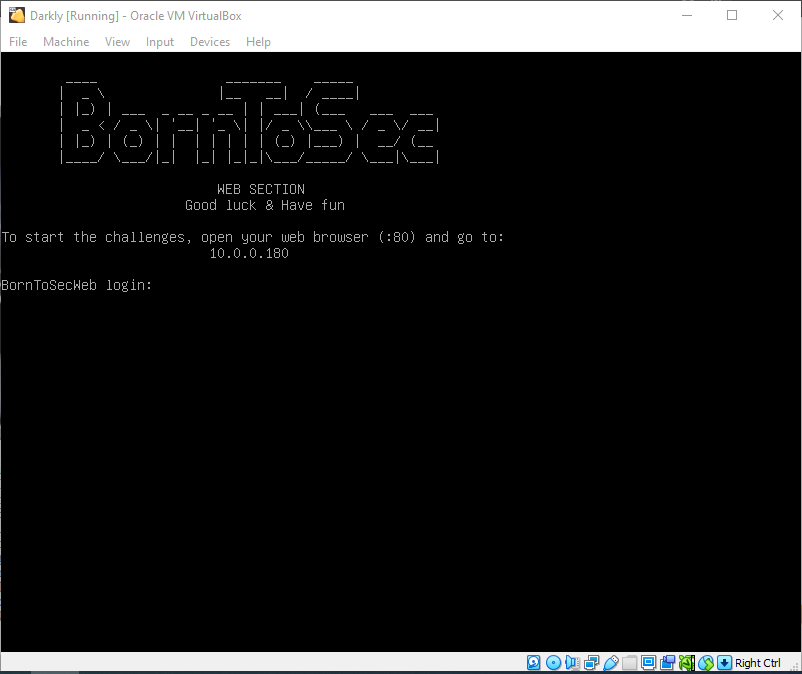 Darkly [Running] - Oracle VM VirtualBox
File Machine View Input Devices Help
BornToSec
WEB SECTION
Good luck & Have fun
To start the challenges, open your web browser (:80) and go to:
10.0.0.180
BornToSecWeb login:
Right Ctrl